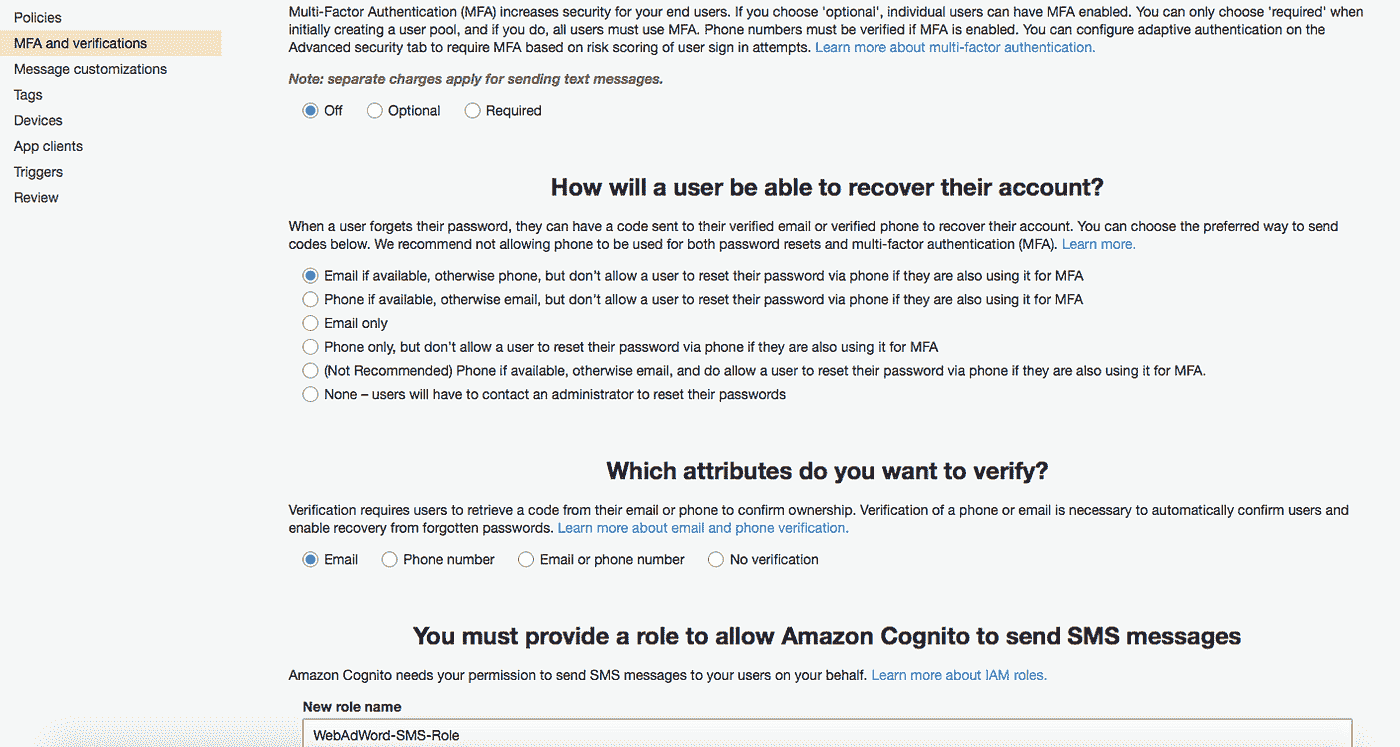 Policies
MFA and verifications
Message customizations
Tags
Devices
App clients
Triggers
Review
Multi-Factor Authentication (MFA) increases security for your end users. If you choose 'optional', individual users can have MFA enabled. You can only choose 'required' when
initially creating a user pool, and if you do, all users must use MFA. Phone numbers must be verified if MFA is enabled. You can configure adaptive authentication on the
Advanced security tab to require MFA based on risk scoring of user sign in attempts. Learn more about multi-factor authentication.
Note: separate charges apply for sending text messages.
Off Optional Required
How will a user be able to recover their account?
When a user forgets their password, they can have a code sent to their verified email or verified phone to recover their account. You can choose the preferred way to send
codes below. We recommend not allowing phone to be used for both password resets and multi-factor authentication (MFA). Learn more.
Email if available, otherwise phone, but don't allow a user to reset their password via phone if they are also using it for MFA
Phone if available, otherwise email, but don't allow a user to reset their password via phone if they are also using it for MFA
Email only
Phone only, but don't allow a user to reset their password via phone if they are also using it for MFA
(Not Recommended) Phone if available, otherwise email, and do allow a user to reset their password via phone if they are also using it for MFA.
None – users will have to contact an administrator to reset their passwords
Which attributes do you want to verify?
Verification requires users to retrieve a code from their email or phone to confirm ownership. Verification of a phone or email is necessary to automatically confirm users and
enable recovery from forgotten passwords. Learn more about email and phone verification.
Email Phone number Email or phone number No verification
You must provide a role to allow Amazon Cognito to send SMS messages
Amazon Cognito needs your permission to send SMS messages to your users on your behalf. Learn more about IAM roles.
New role name
WebAdWord-SMS-Role